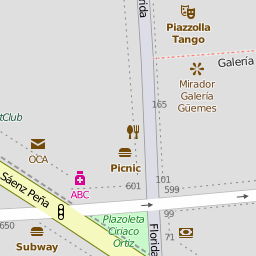 rida
Piazzolla
Tango
Galería
Mirador
Galería
Güemes
165
tClub
OCA
Picnic
ABC
Sáenz Peña
601
101
599
650
Plazoleta
Ciriaco
Ortiz
Florida
99
71
Subway